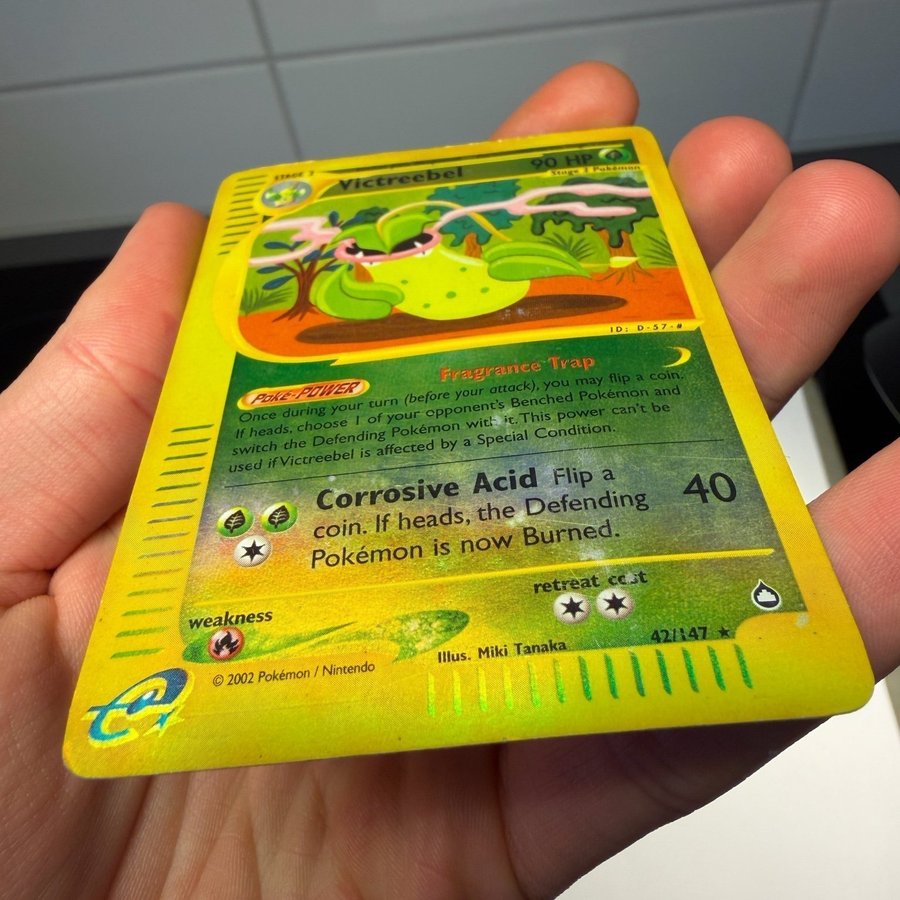 STAGE 2
Victreebel
90 HP
Stage 2 Pokémon
ID: D-57-#
Poké-POWER
Fragrance Trap
Once during your turn (before your attack), you may flip a coin.
If heads, choose 1 of your opponent's Benched Pokémon and
switch the Defending Pokémon with it. This power can't be
used if Victreebel is affected by a Special Condition.
Corrosive Acid Flip a
coin. If heads, the Defending
Pokémon is now Burned.
40
weakness
retreat cost
Illus. Miki Tanaka
42/147 ★
© 2002 Pokémon / Nintendo
e